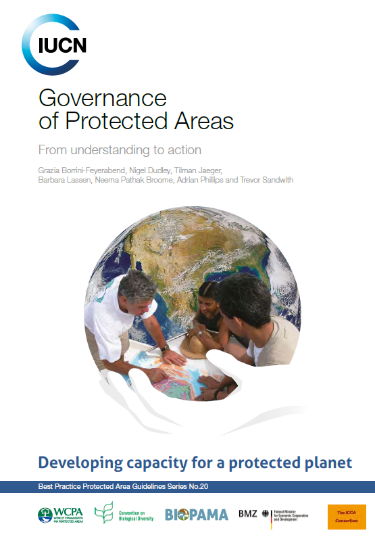 IUCN
Governance
of Protected Areas
From understanding to action
Grazia Borrini-Feyerabend, Nigel Dudley, Tilman Jaeger,
Barbara Lassen, Neema Pathak Broome, Adrian Phillips and Trevor Sandwith
Developing capacity for a protected planet
Best Practice Protected Area Guidelines Series No.20
WCPA
WORLD COMMISSION
ON PROTECTED AREAS
Convention on
Biological Diversity
BIOPAMA
BMZ
Federal Ministry
for Economic Cooperation
and Development
The ICCA
Consortium